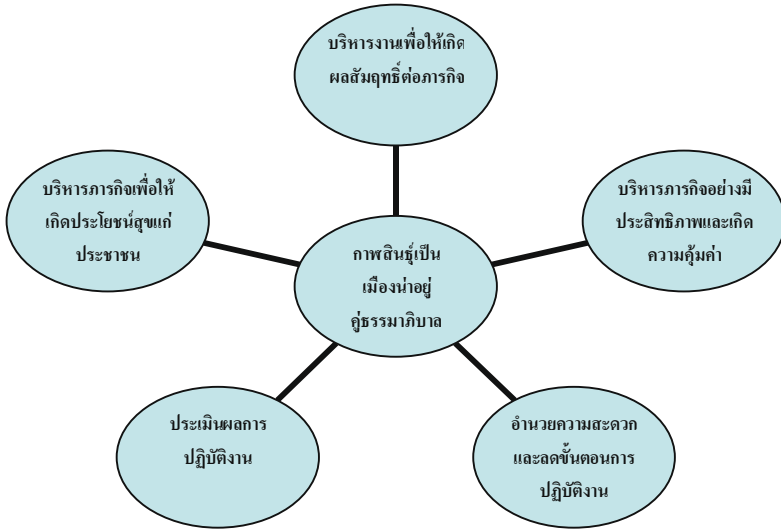 บริหารงานเพื่อให้เกิด
ผลสัมฤทธิ์ต่อภารกิจ
บริหารภารกิจเพื่อให้
เกิดประโยชน์สุขแก่
ประชาชน
บริหารภารกิจอย่างมี
ประสิทธิภาพและเกิด
ความคุ้มค่า
กาฬสินธุ์เป็น
เมืองน่าอยู่
คู่ธรรมาภิบาล
ประเมินผลการ
ปฏิบัติงาน
อำนวยความสะดวก
และลดขั้นตอนการ
ปฏิบัติงาน